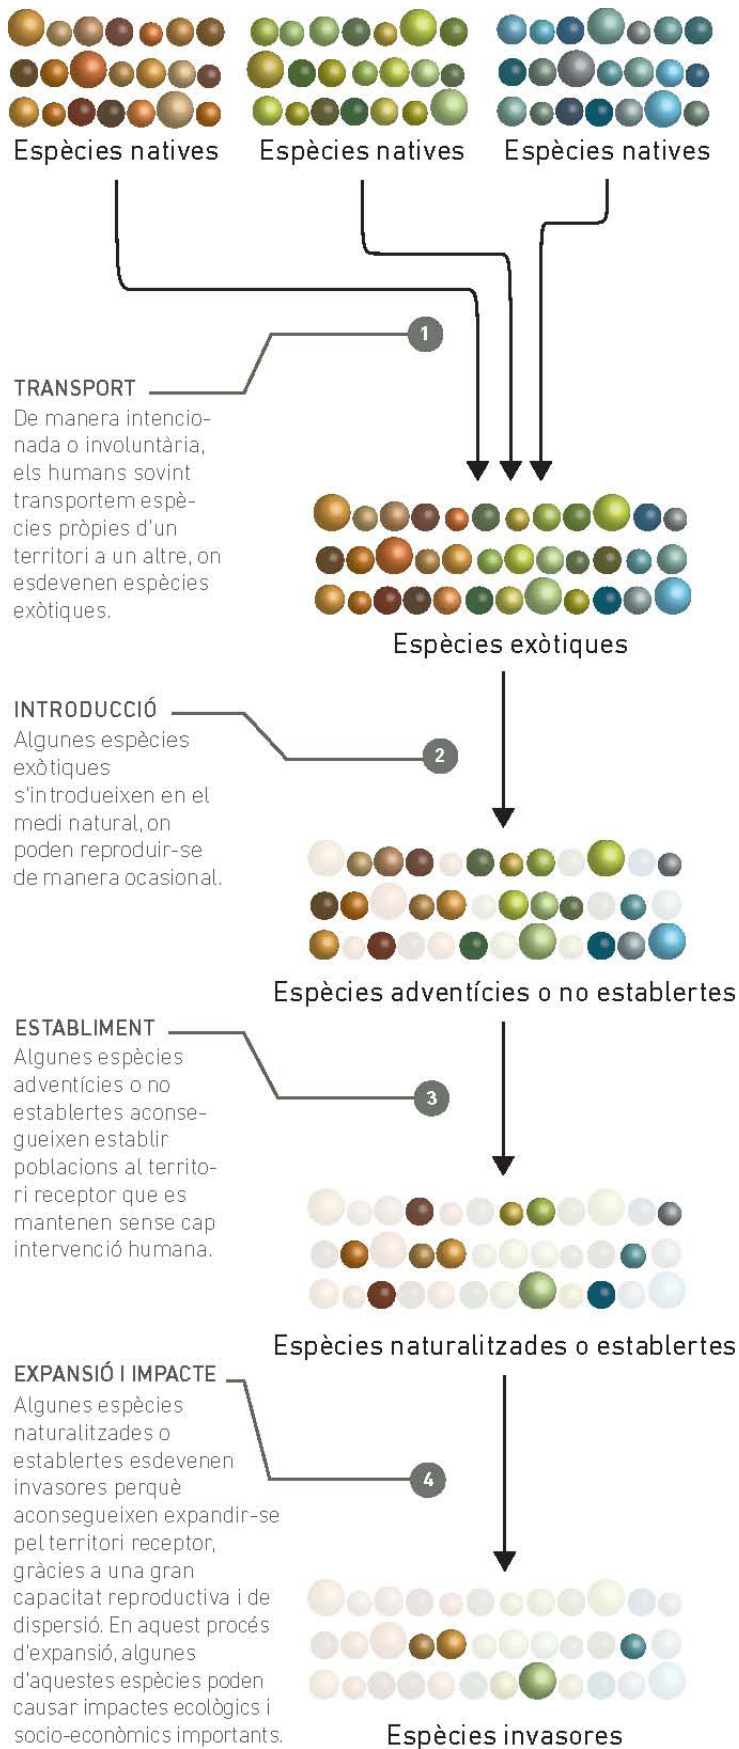 Espècies natives
Espècies natives
Espècies natives
1
TRANSPORT
De manera intencio-
nada o involuntària,
els humans sovint
transportem espè-
cies pròpies d'un
territori a un altre, on
esdevenen espècies
exòtiques.
Espècies exòtiques
INTRODUCCIÓ
Algunes espècies
exòtiques
s'introdueixen en el
medi natural, on
poden reproduir-se
de manera ocasional.
2
Espècies adventícies o no establertes
ESTABLIMENT
Algunes espècies
adventícies o no
establertes aconse-
gueixen establir
poblacions al territo-
ri receptor que es
mantenen sense cap
intervenció humana.
3
Espècies naturalitzades o establertes
EXPANSIÓ I IMPACTE
Algunes espècies
naturalitzades o
establertes esdevenen
invasores perquè
aconsegueixen expandir-se
pel territori receptor,
gràcies a una gran
capacitat reproductiva i de
dispersió. En aquest procés
d'expansió, algunes
d'aquestes espècies poden
causar impactes ecològics i
socio-econòmics importants.
4
Espècies invasores